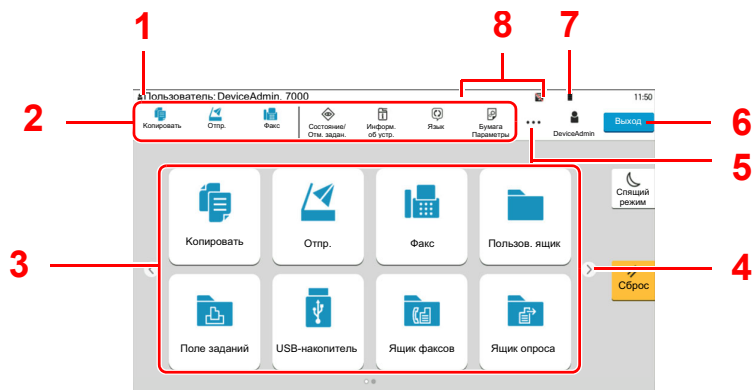 1
8
7
Пользователь: DeviceAdmin, 7000
11:50
2
Копировать
Отпр.
Факс
Состояние/
Отм. задан.
Информ.
об устр.
Язык
Бумага
Параметры
DeviceAdmin
Выход
6
5
Спящий
режим
Копировать
Отпр.
Факс
Пользов. ящик
3
4
Сброс
Поле заданий
USB-накопитель
Ящик факсов
Ящик опроса